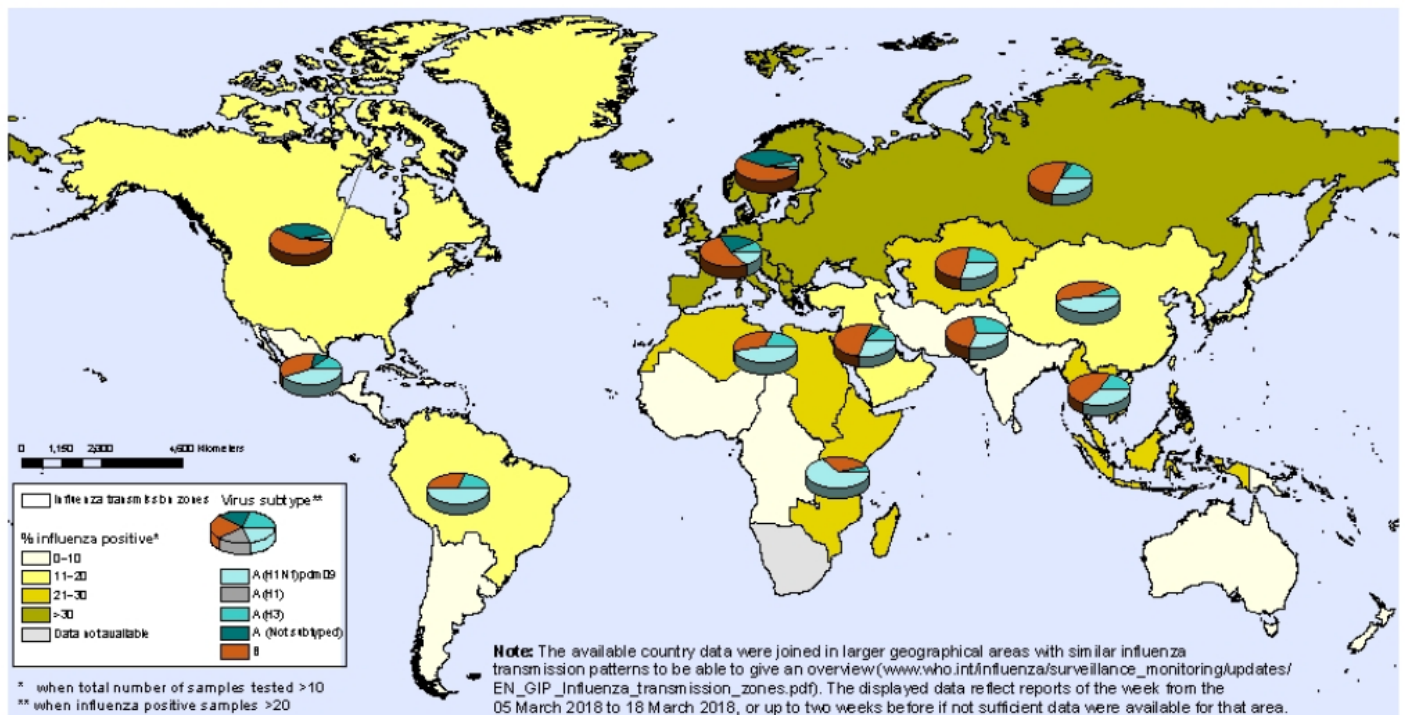 0 1,150 2,300 4,600 Kilometers
Influenza transmission zones
Virus subtype**
% influenza positive*
0–10
11–20
21–30
>30
Data not available
A(H1N1)pdm09
A(H1)
A(H3)
A (Not subtyped)
B
* when total number of samples tested >10
** when influenza positive samples >20
Note: The available country data were joined in larger geographical areas with similar influenza
transmission patterns to be able to give an overview (www.who.int/influenza/surveillance_monitoring/updates/
EN_GIP_Influenza_transmission_zones.pdf). The displayed data reflect reports of the week from the
05 March 2018 to 18 March 2018, or up to two weeks before if not sufficient data were available for that area.